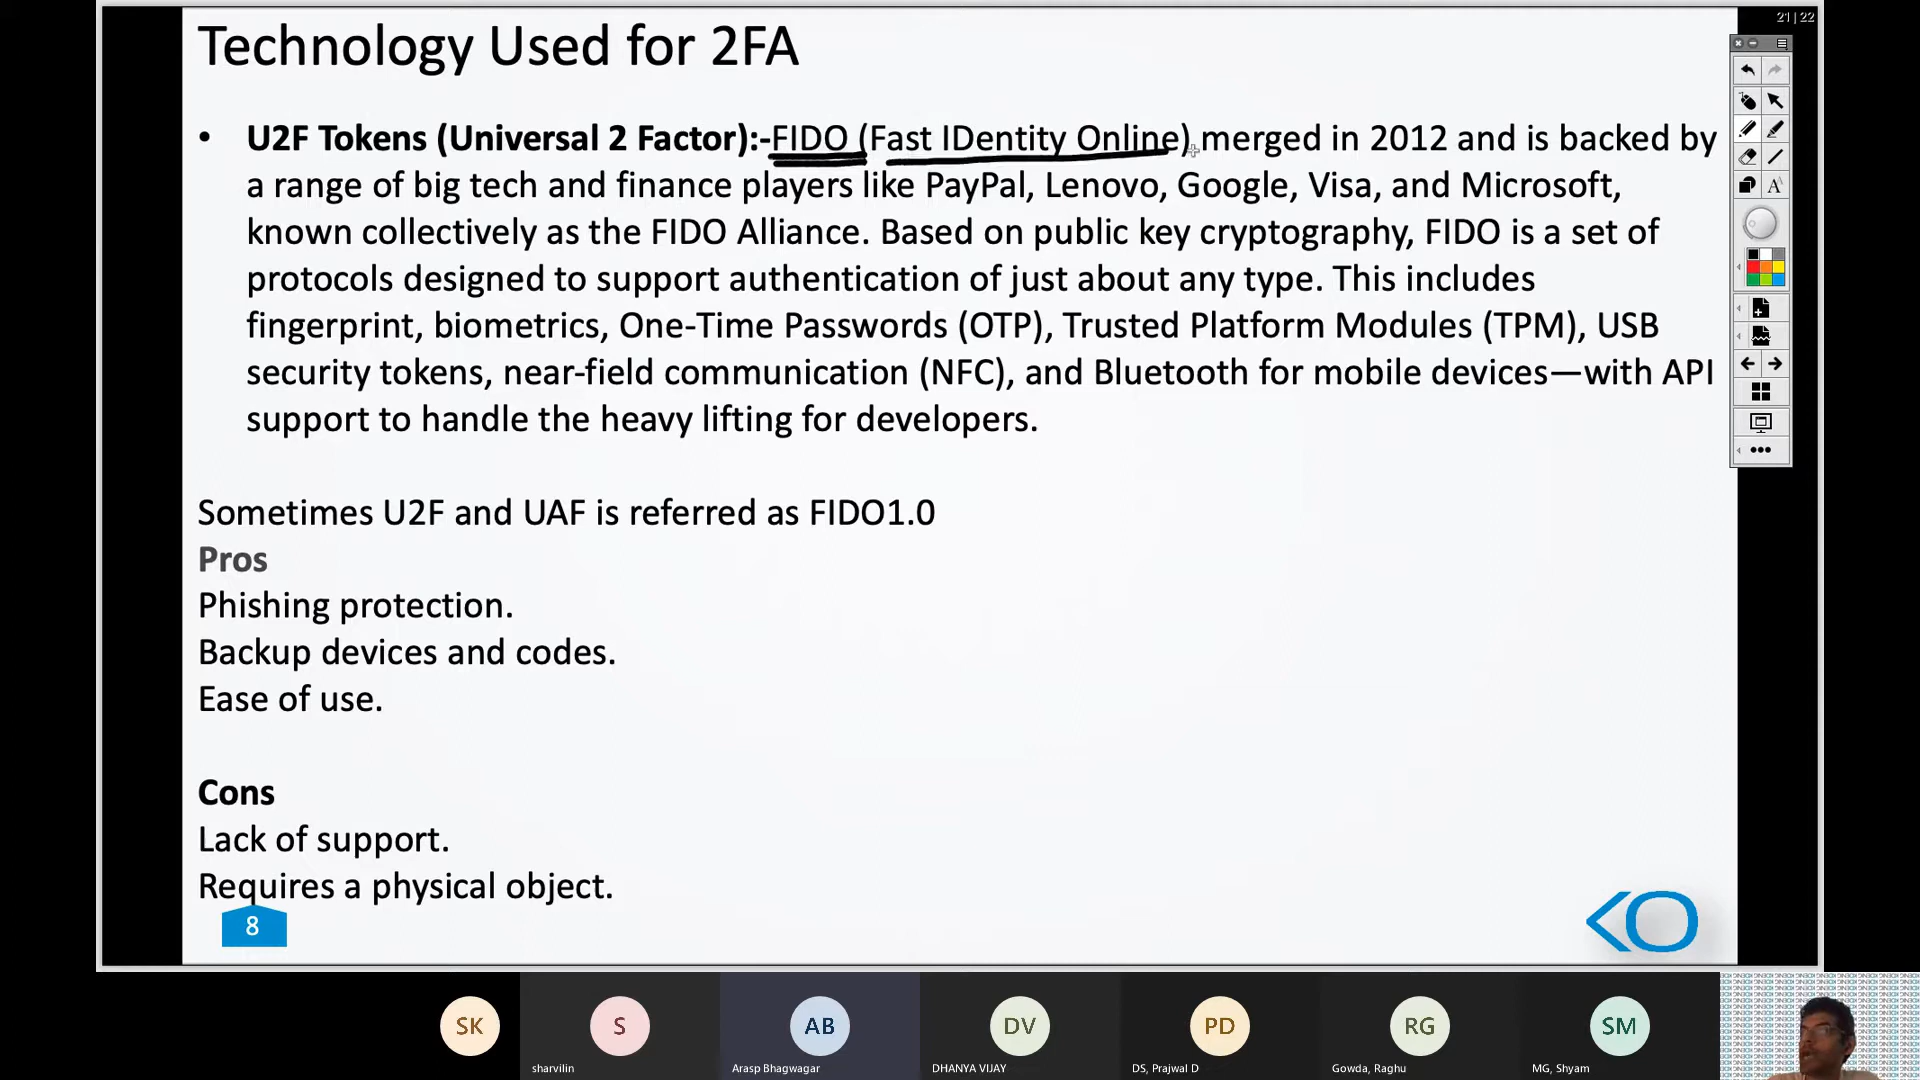 21|22
Technology Used for 2FA
• U2F Tokens (Universal 2 Factor):-FIDO (Fast IDentity Online) merged in 2012 and is backed by
a range of big tech and finance players like PayPal, Lenovo, Google, Visa, and Microsoft,
known collectively as the FIDO Alliance. Based on public key cryptography, FIDO is a set of
protocols designed to support authentication of just about any type. This includes
fingerprint, biometrics, One-Time Passwords (OTP), Trusted Platform Modules (TPM), USB
security tokens, near-field communication (NFC), and Bluetooth for mobile devices—with API
support to handle the heavy lifting for developers.
Sometimes U2F and UAF is referred as FIDO1.0
Pros
Phishing protection.
Backup devices and codes.
Ease of use.
Cons
Lack of support.
Requires a physical object.
8
SK
S
AB
DV
PD
RG
SM
sharvilin
Arasp Bhagwagar
DHANYA VIJAY
DS, Prajwal D
Gowda, Raghu
MG, Shyam